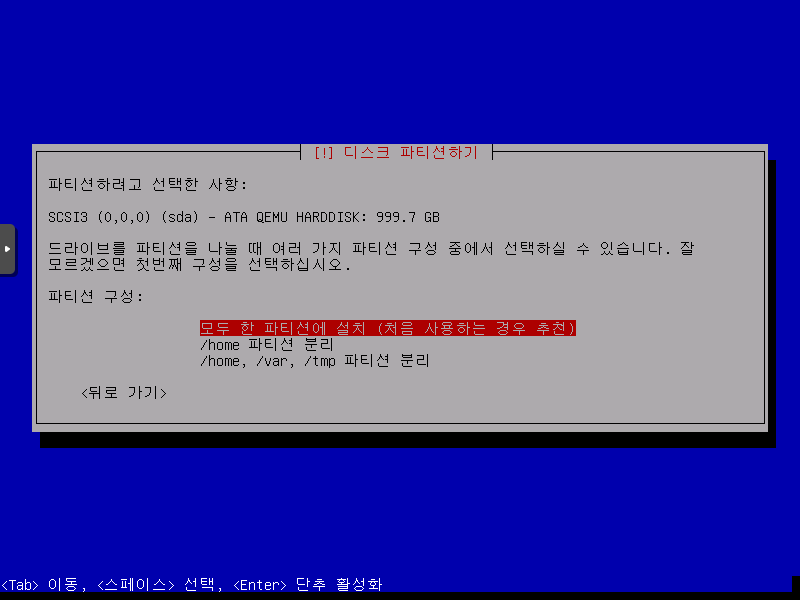 [!] 디스크 파티션하기
파티션하려고 선택한 사항:
SCSI3 (0,0,0) (sda) - ATA QEMU HARDDISK: 999.7 GB
드라이브를 파티션을 나눌 때 여러 가지 파티션 구성 중에서 선택하실 수 있습니다. 잘
모르겠으면 첫번째 구성을 선택하십시오.
파티션 구성:
모두 한 파티션에 설치 (처음 사용하는 경우 추천)
/home 파티션 분리
/home, /var, /tmp 파티션 분리
<뒤로 가기>
<Tab> 이동, <스페이스> 선택, <Enter> 단추 활성화